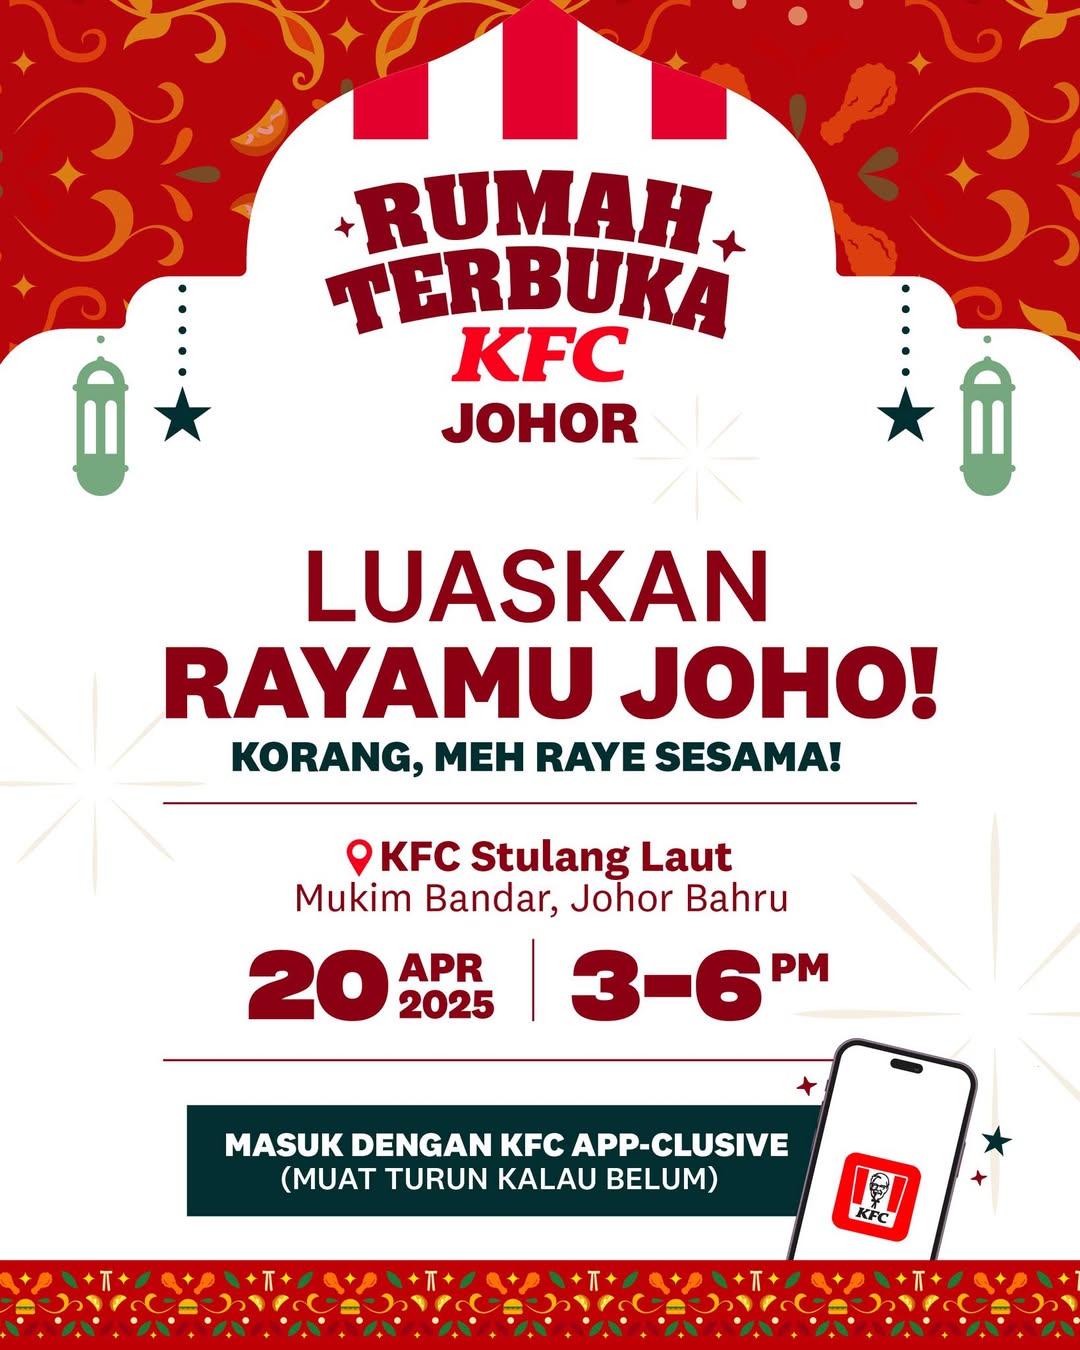 RUMAH
TERBUKA
KFC
JOHOR
LUASKAN
RAYAMU JOHO!
KORANG, MEH RAYE SESAMA!
KFC Stulang Laut
Mukim Bandar, Johor Bahru
20 APR 2025 3-6 PM
MASUK DENGAN KFC APP-CLUSIVE
(MUAT TURUN KALAU BELUM)
KFC